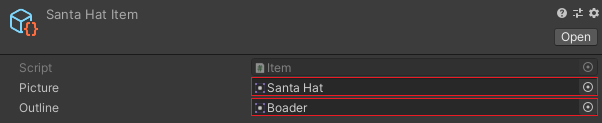 Santa Hat Item
Open
Script Item
Picture Santa Hat
Outline Boader